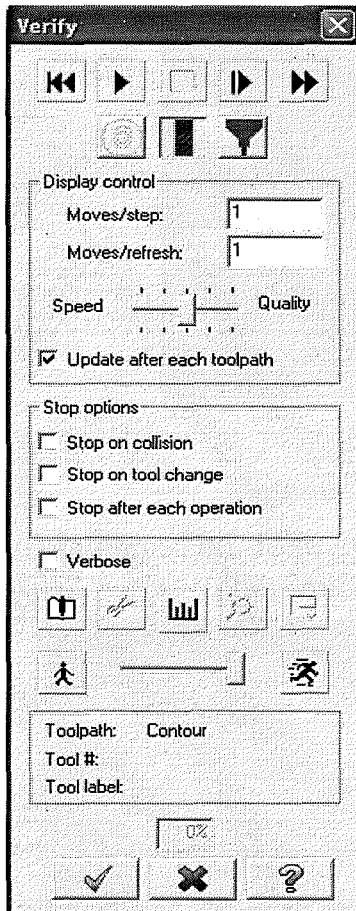 Verify
Display control
Moves/step: 1
Moves/refresh: 1
Speed Quality
Update after each toolpath
Stop options
Stop on collision
Stop on tool change
Stop after each operation
Verbose
Toolpath: Contour
Tool #:
Tool label:
0%